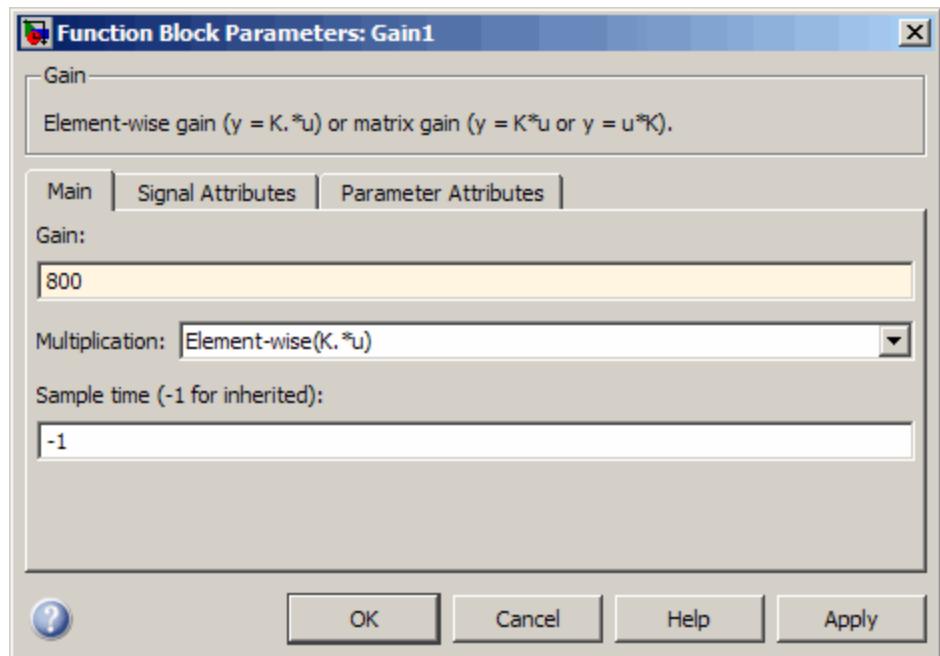 Function Block Parameters: Gain1
Gain
Element-wise gain (y = K.*u) or matrix gain (y = K*u or y = u*K).
Main Signal Attributes Parameter Attributes
Gain:
800
Multiplication: Element-wise(K.*u)
Sample time (-1 for inherited):
-1
OK Cancel Help Apply